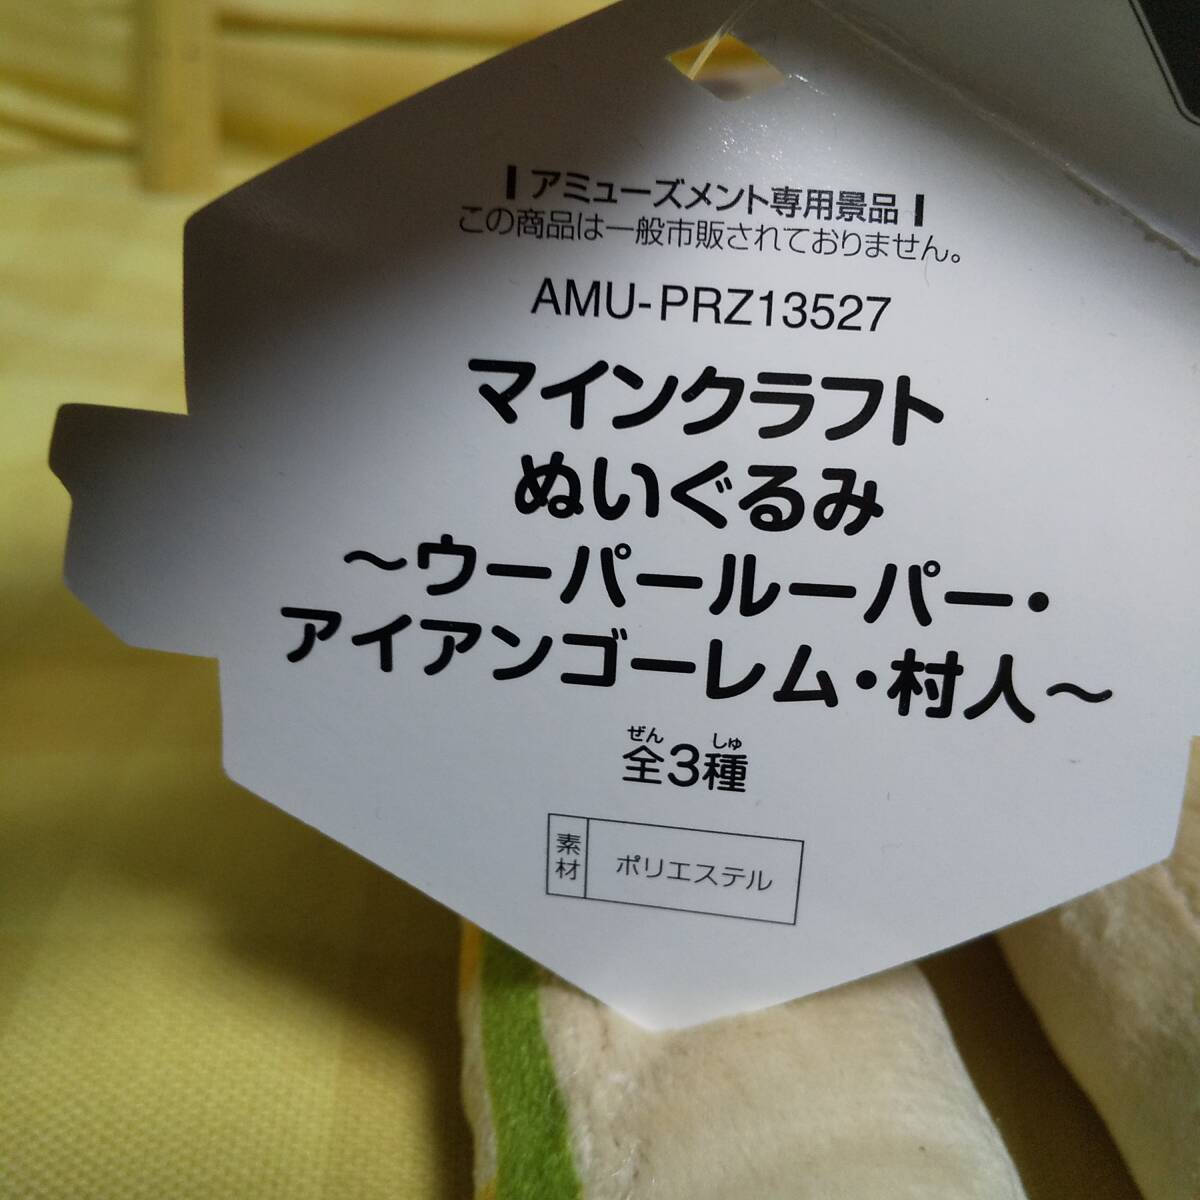 アミューズメント専用景品
この商品は一般市販されておりません。
AMU-PRZ13527
マインクラフト
ぬいぐるみ
～ウーパールーパー・
アイアンゴーレム・村人～
ぜん しゅ
全3種
素材 ポリエステル